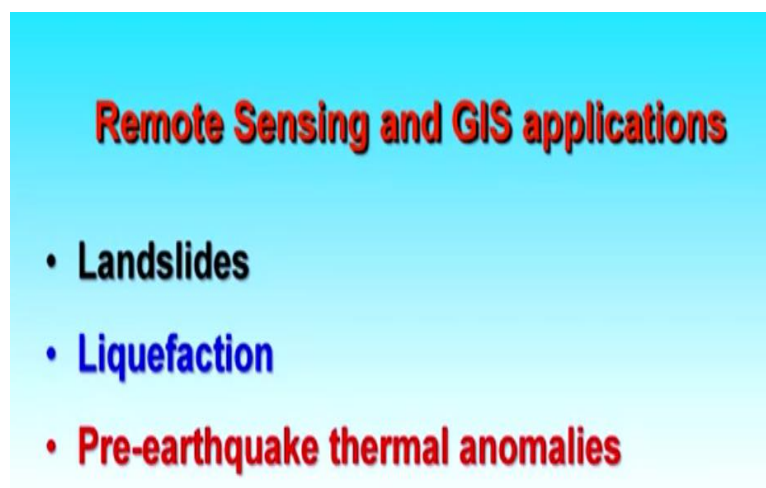 Remote Sensing and GIS applications
• Landslides
• Liquefaction
• Pre-earthquake thermal anomalies